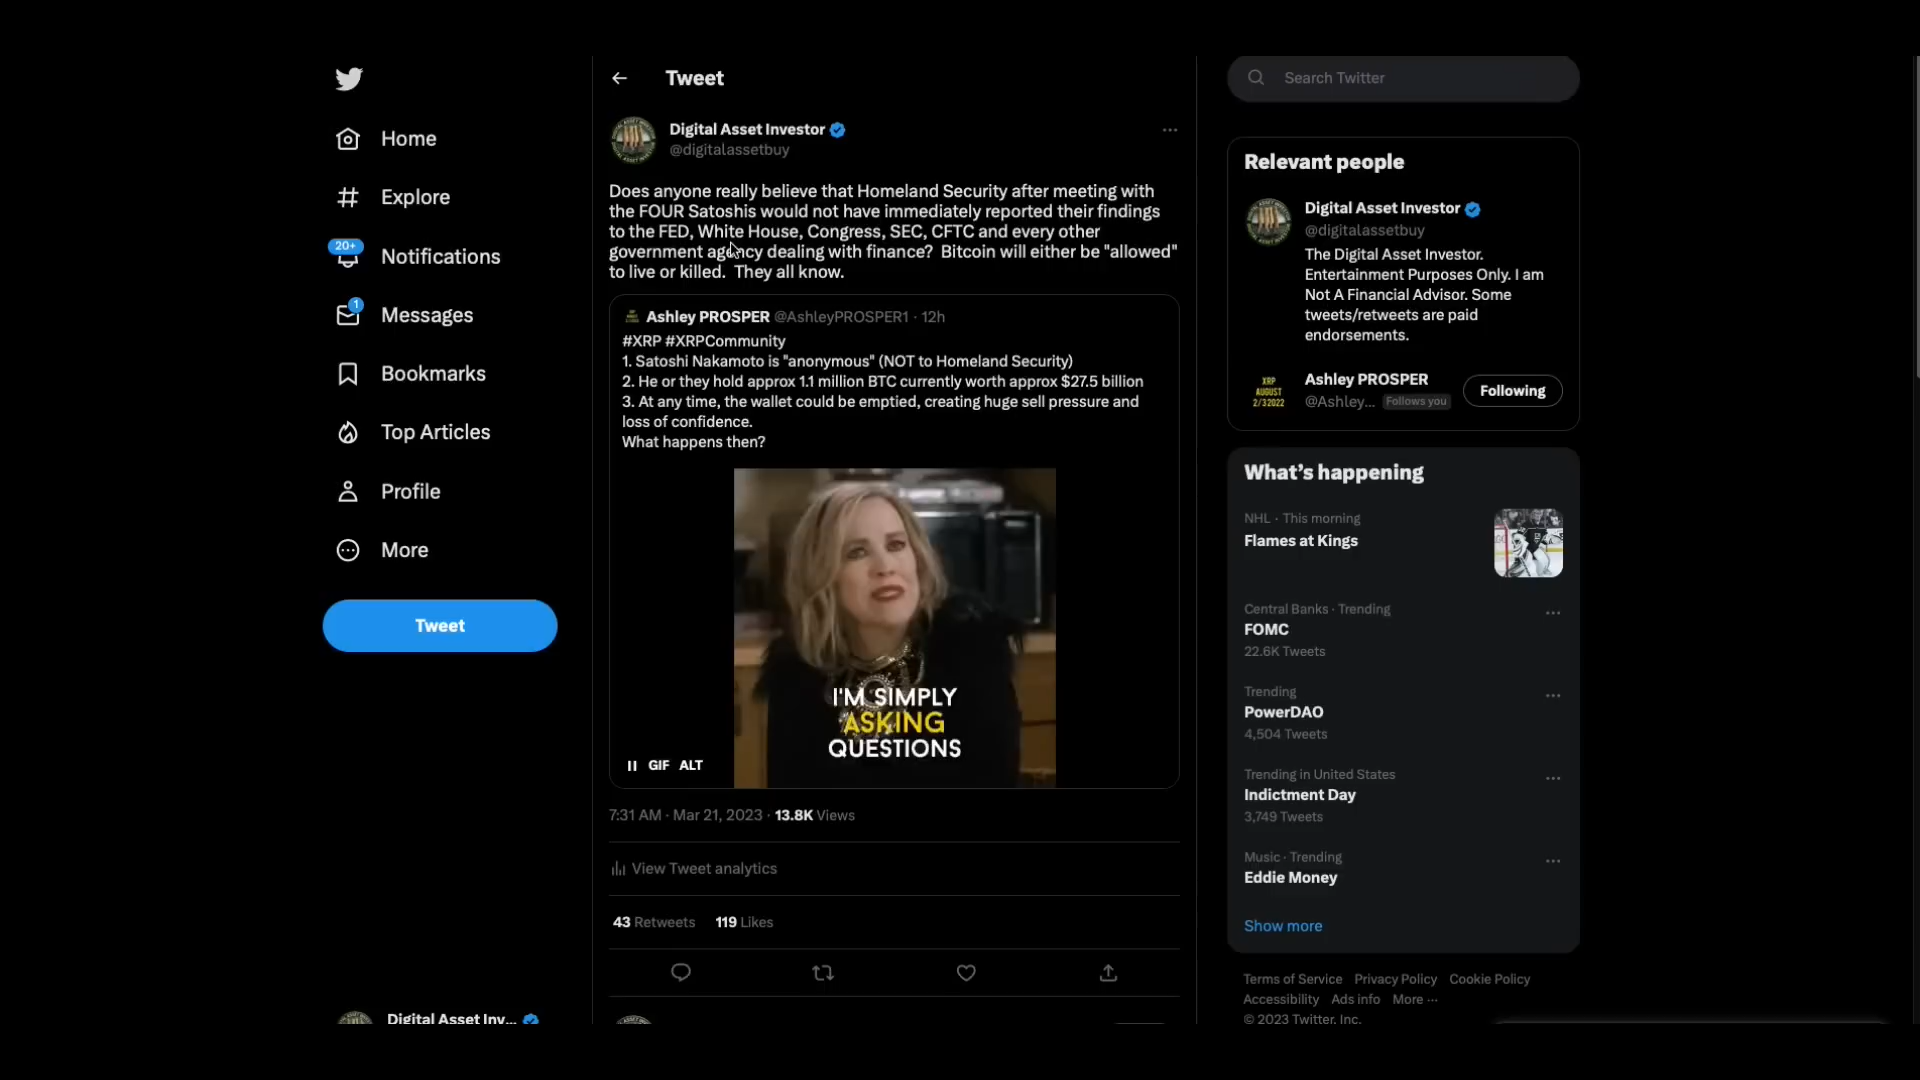 Home
Explore
20+
Notifications
1
Messages
Bookmarks
Top Articles
Profile
More
Tweet
Digital Asset Inv...
Tweet
Digital Asset Investor
@digitalassetbuy
Does anyone really believe that Homeland Security after meeting with
the FOUR Satoshis would not have immediately reported their findings
to the FED, White House, Congress, SEC, CFTC and every other
government agency dealing with finance?  Bitcoin will either be "allowed"
to live or killed.  They all know.
Ashley PROSPER @AshleyPROSPER1 · 12h
#XRP #XRPCommunity
1. Satoshi Nakamoto is "anonymous" (NOT to Homeland Security)
2. He or they hold approx 1.1 million BTC currently worth approx $27.5 billion
3. At any time, the wallet could be emptied, creating huge sell pressure and
loss of confidence.
What happens then?
I'M SIMPLY
ASKING
QUESTIONS
GIF ALT
7:31 AM · Mar 21, 2023 · 13.8K Views
View Tweet analytics
43 Retweets 119 Likes
Search Twitter
Relevant people
Digital Asset Investor
@digitalassetbuy
The Digital Asset Investor.
Entertainment Purposes Only. I am
Not A Financial Advisor. Some
tweets/retweets are paid
endorsements.
XRP
AUGUST
2/32022
Ashley PROSPER
@Ashley... Follows you
Following
What's happening
NHL · This morning
Flames at Kings
Central Banks · Trending
FOMC
22.6K Tweets
Trending
PowerDAO
4,504 Tweets
Trending in United States
Indictment Day
3,749 Tweets
Music · Trending
Eddie Money
Show more
Terms of Service Privacy Policy Cookie Policy
Accessibility Ads info More ···
© 2023 Twitter, Inc.